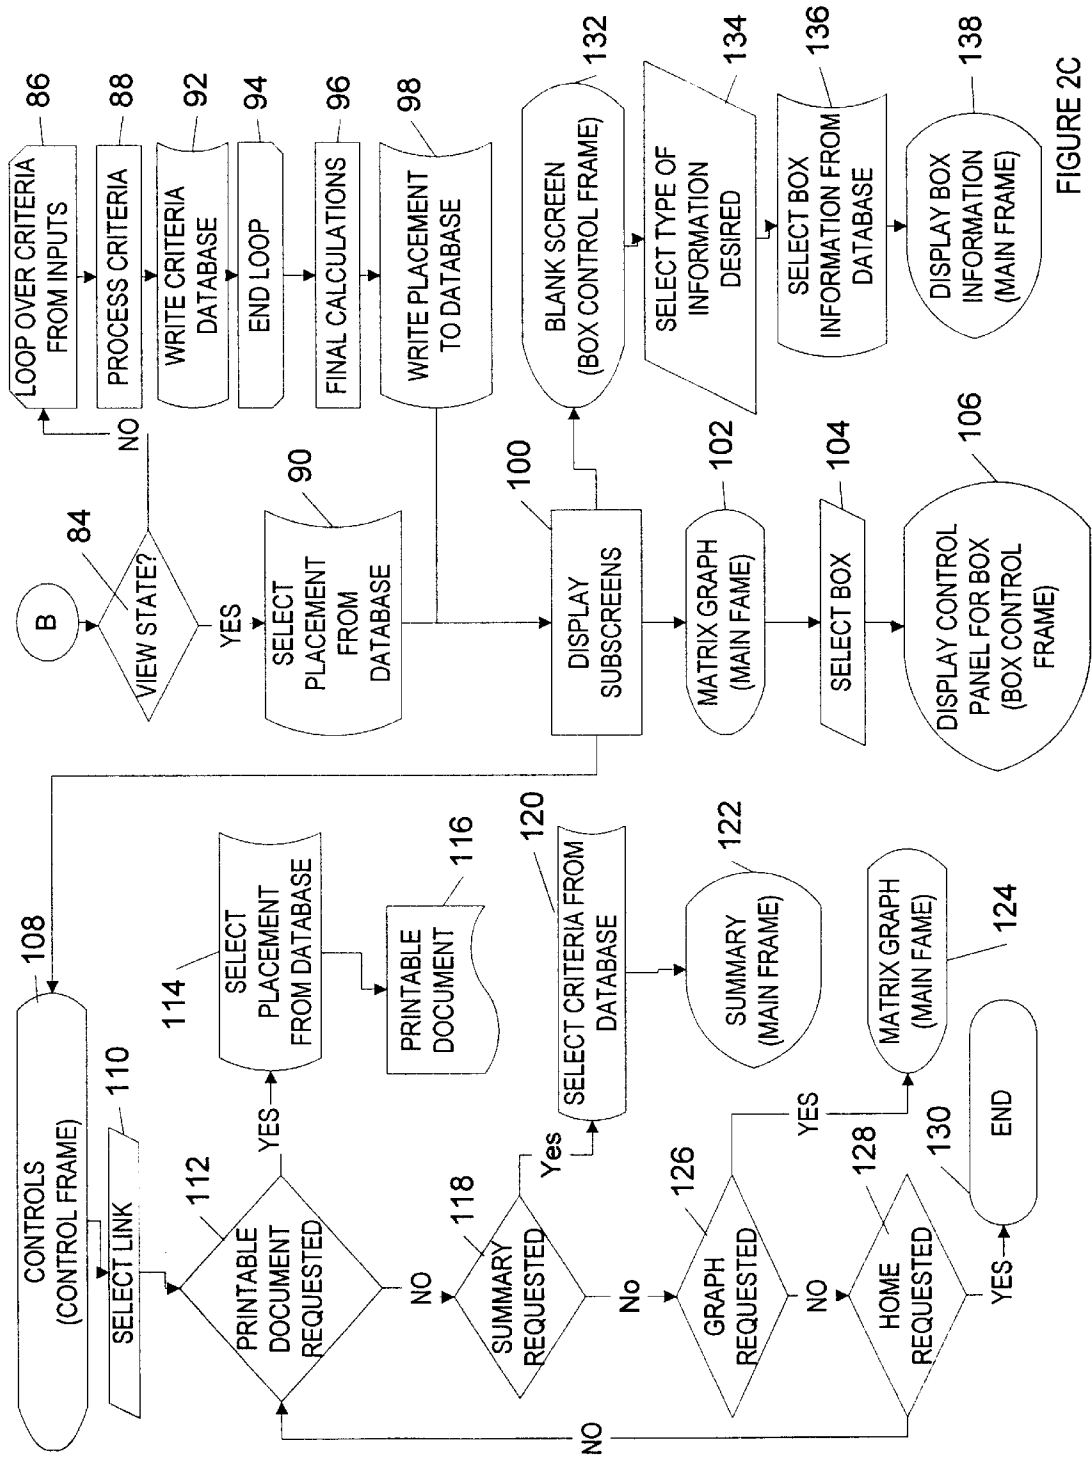 B
84
VIEW STATE?
NO
YES
86
LOOP OVER CRITERIA
FROM INPUTS
88
PROCESS CRITERIA
92
WRITE CRITERIA
DATABASE
94
END LOOP
96
FINAL CALCULATIONS
98
WRITE PLACEMENT
TO DATABASE
90
SELECT
PLACEMENT
FROM
DATABASE
100
DISPLAY
SUBSCREENS
102
MATRIX GRAPH
(MAIN FAME)
104
SELECT BOX
106
DISPLAY CONTROL
PANEL FOR BOX
(BOX CONTROL
FRAME)
132
BLANK SCREEN
(BOX CONTROL FRAME)
134
SELECT TYPE OF
INFORMATION
DESIRED
136
SELECT BOX
INFORMATION FROM
DATABASE
138
DISPLAY BOX
INFORMATION
(MAIN FRAME)
108
CONTROLS
(CONTROL FRAME)
110
SELECT LINK
112
PRINTABLE
DOCUMENT
REQUESTED
YES
NO
114
SELECT
PLACEMENT
FROM DATABASE
116
PRINTABLE
DOCUMENT
118
SUMMARY
REQUESTED
Yes
No
120
SELECT CRITERIA FROM
DATABASE
122
SUMMARY
(MAIN FRAME)
126
GRAPH
REQUESTED
YES
NO
124
MATRIX GRAPH
(MAIN FAME)
128
HOME
REQUESTED
YES
NO
130
END
FIGURE 2C